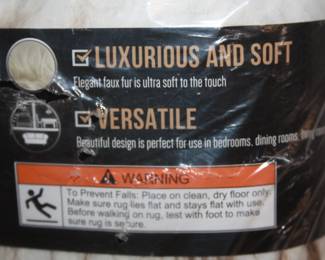 LUXURIOUS AND SOFT
Elegant faux fur is ultra soft to the touch
VERSATILE
Beautiful design is perfect for use in bedrooms, dining rooms,
WARNING
To Prevent Falls: Place on clean, dry floor only.
Make sure rug lies flat and stays flat with use.
Before walking on rug, test with foot to make
sure rug is secure.